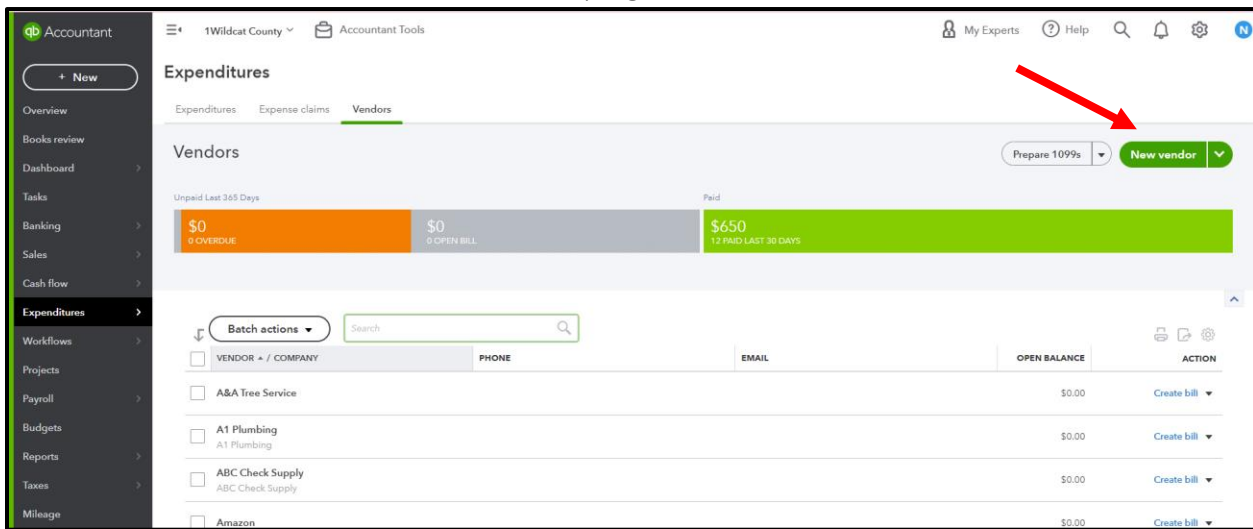 qb Accountant
1Wildcat County
Accountant Tools
My Experts
Help
N
+ New
Overview
Books review
Dashboard
Tasks
Banking
Sales
Cash flow
Expenditures
Workflows
Projects
Payroll
Budgets
Reports
Taxes
Mileage
Expenditures
Expenditures Expense claims Vendors
Vendors
Prepare 1099s
New vendor
Unpaid Last 365 Days
Paid
$0
0 OVERDUE
$0
0 OPEN BILL
$650
12 PAID LAST 30 DAYS
Batch actions
Search
VENDOR / COMPANY PHONE EMAIL OPEN BALANCE ACTION
A&A Tree Service $0.00 Create bill
A1 Plumbing
A1 Plumbing
$0.00 Create bill
ABC Check Supply
ABC Check Supply
$0.00 Create bill
Amazon $0.00 Create bill